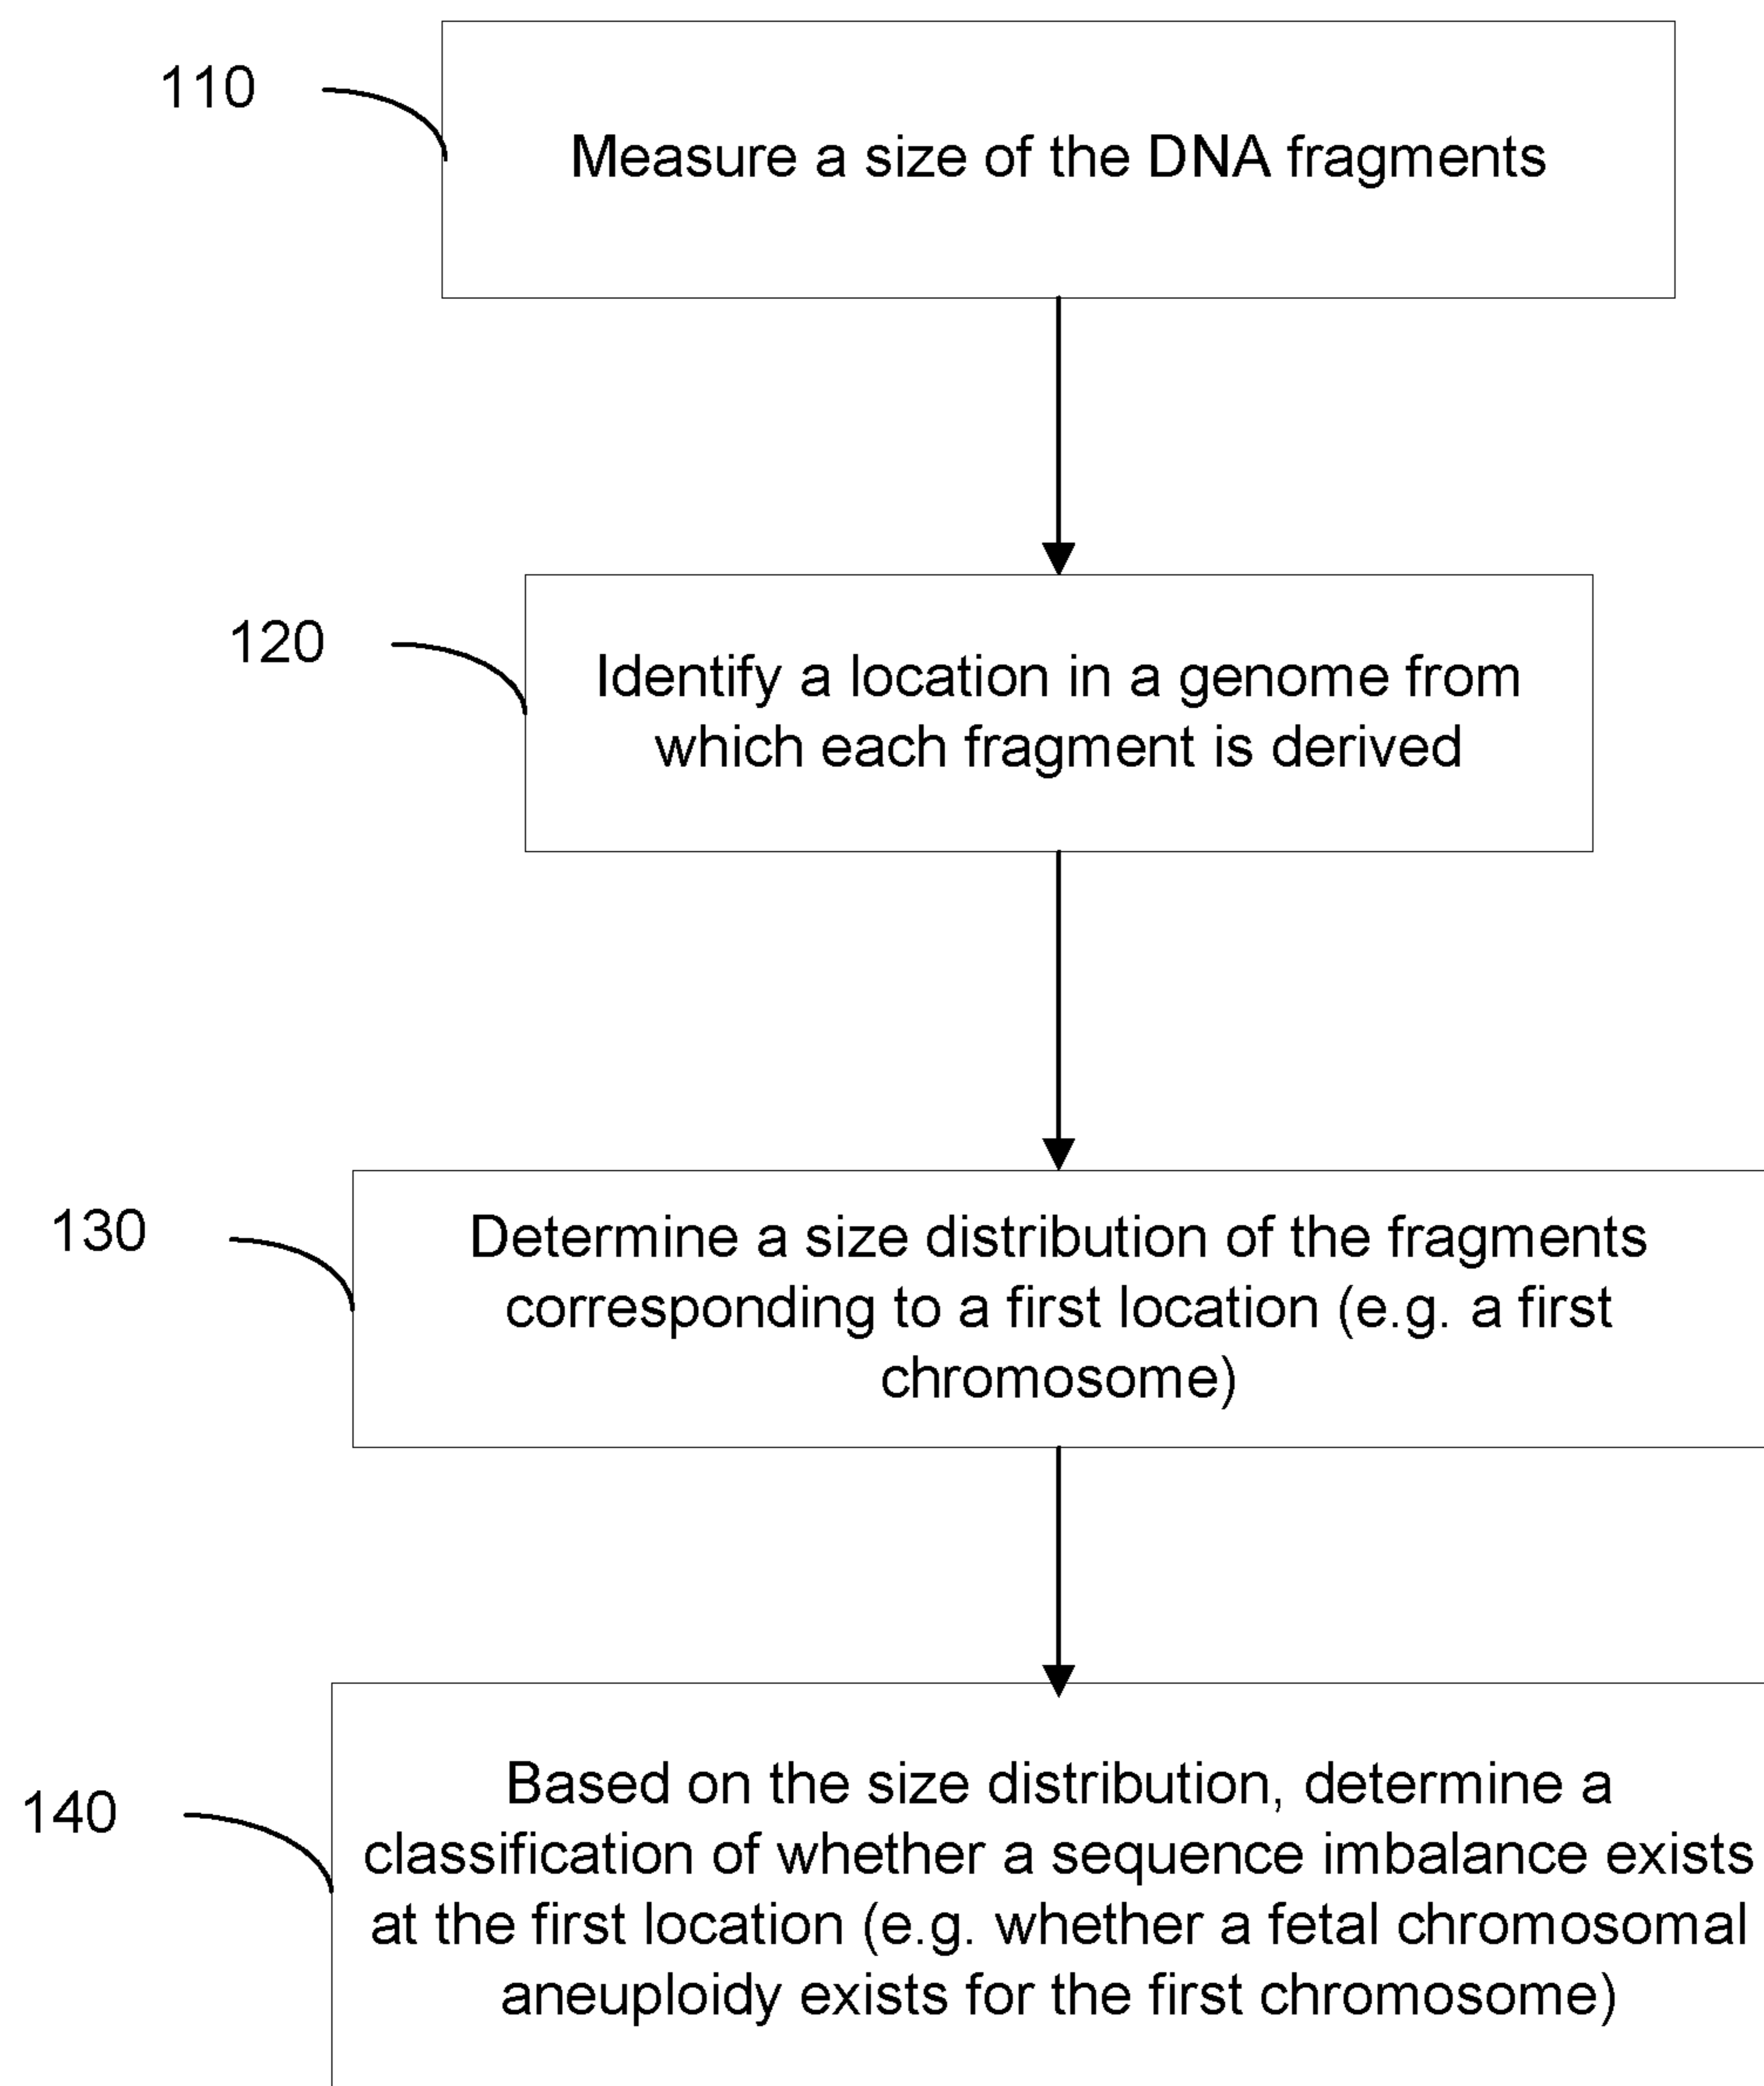 110
Measure a size of the DNA fragments
120
Identify a location in a genome from
which each fragment is derived
130
Determine a size distribution of the fragments
corresponding to a first location (e.g. a first
chromosome)
140
Based on the size distribution, determine a
classification of whether a sequence imbalance exists
at the first location (e.g. whether a fetal chromosomal
aneuploidy exists for the first chromosome)